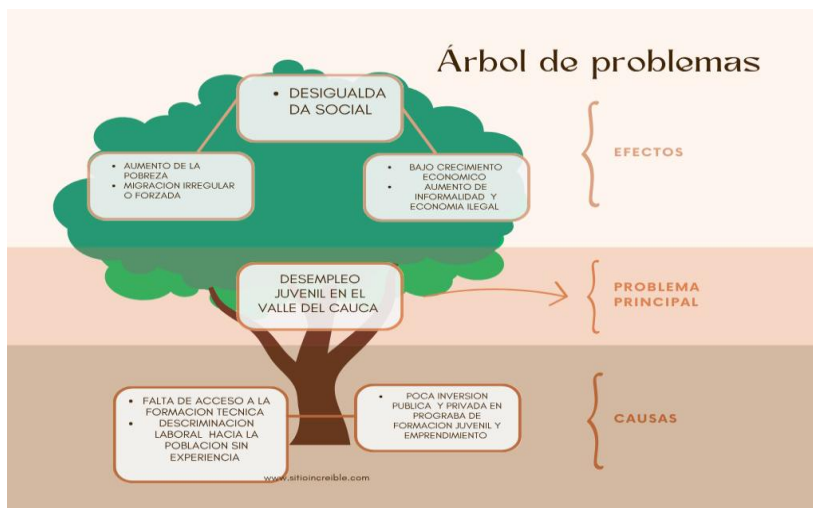 Árbol de problemas
• DESIGUALDA
DA SOCIAL
EFECTOS
• AUMENTO DE LA
POBREZA
• MIGRACION IRREGULAR
O FORZADA
• BAJO CRECIMIENTO
ECONOMICO
• AUMENTO DE
INFORMALIDAD Y
ECONOMIA ILEGAL
DESEMPLEO
JUVENIL EN EL
VALLE DEL CAUCA
PROBLEMA
PRINCIPAL
• FALTA DE ACCESO A LA
FORMACION TECNICA
• DESCRIMINACION
LABORAL HACIA LA
POBLACION SIN
EXPERIENCIA
• POCA INVERSION
PUBLICA Y PRIVADA EN
PROGRABA DE
FORMACION JUVENIL Y
EMPRENDIMIENTO
CAUSAS
www.sitioincreible.com